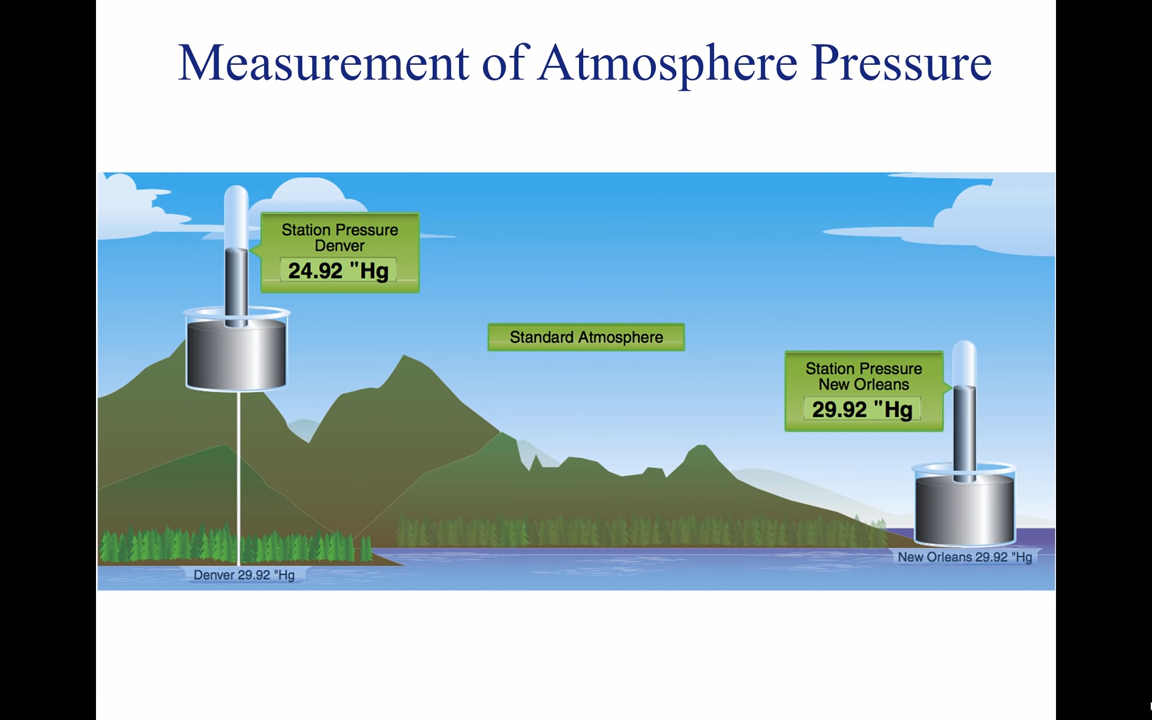 Measurement of Atmosphere Pressure
Station Pressure
Denver
24.92 "Hg
Standard Atmosphere
Station Pressure
New Orleans
29.92 "Hg
New Orleans 29.92 "Hg
Denver 29.92 "Hg